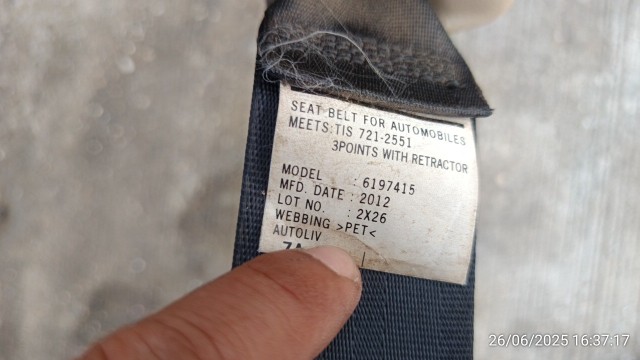 SEAT BELT FOR AUTOMOBILES
MEETS:TIS 721-2551
3POINTS WITH RETRACTOR
MODEL : 6197415
MFD. DATE : 2012
LOT NO. : 2X26
WEBBING >PET<
AUTOLIV
26/06/2025 16:37:17